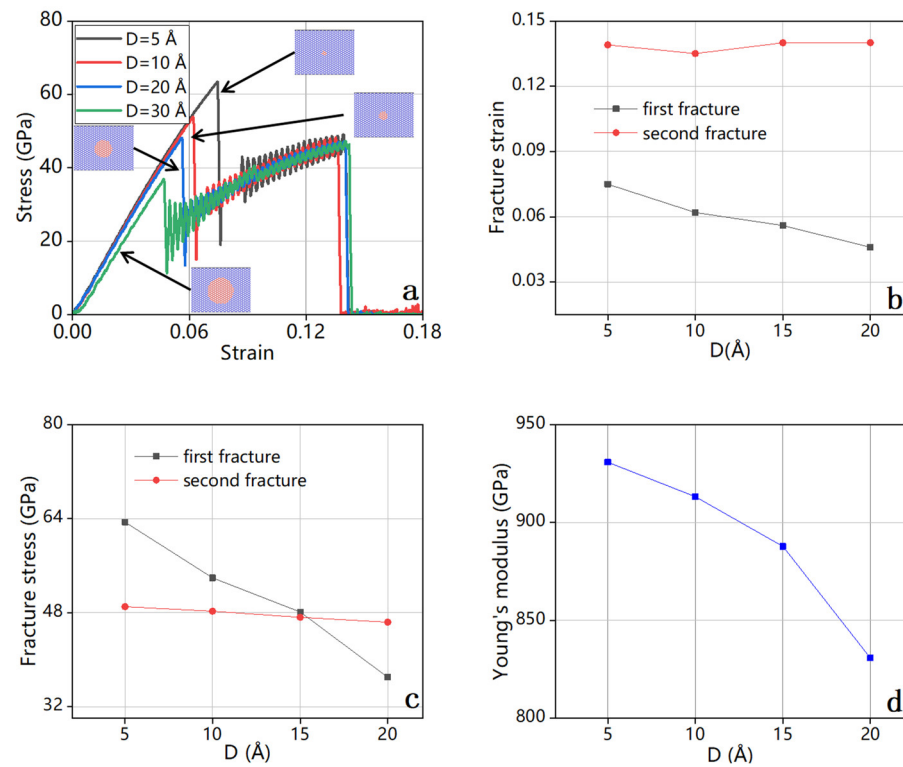 80
60
40
20
0
Stress (GPa)
D=5 Å
D=10 Å
D=20 Å
D=30 Å
a
0.00
0.06
0.12
0.18
Strain
0.15
0.12
0.09
0.06
0.03
Fracture strain
first fracture
second fracture
b
5
10
15
20
D(Å)
80
64
48
32
Fracture stress (GPa)
first fracture
second fracture
c
5
10
15
20
D (Å)
950
900
850
800
Young's modulus (GPa)
d
5
10
15
20
D (Å)